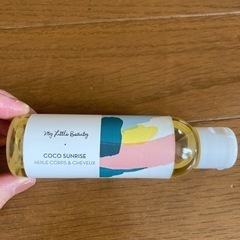 My Little Beauty
COCO SUNRISE
HUILE CORPS & CHEVEUX